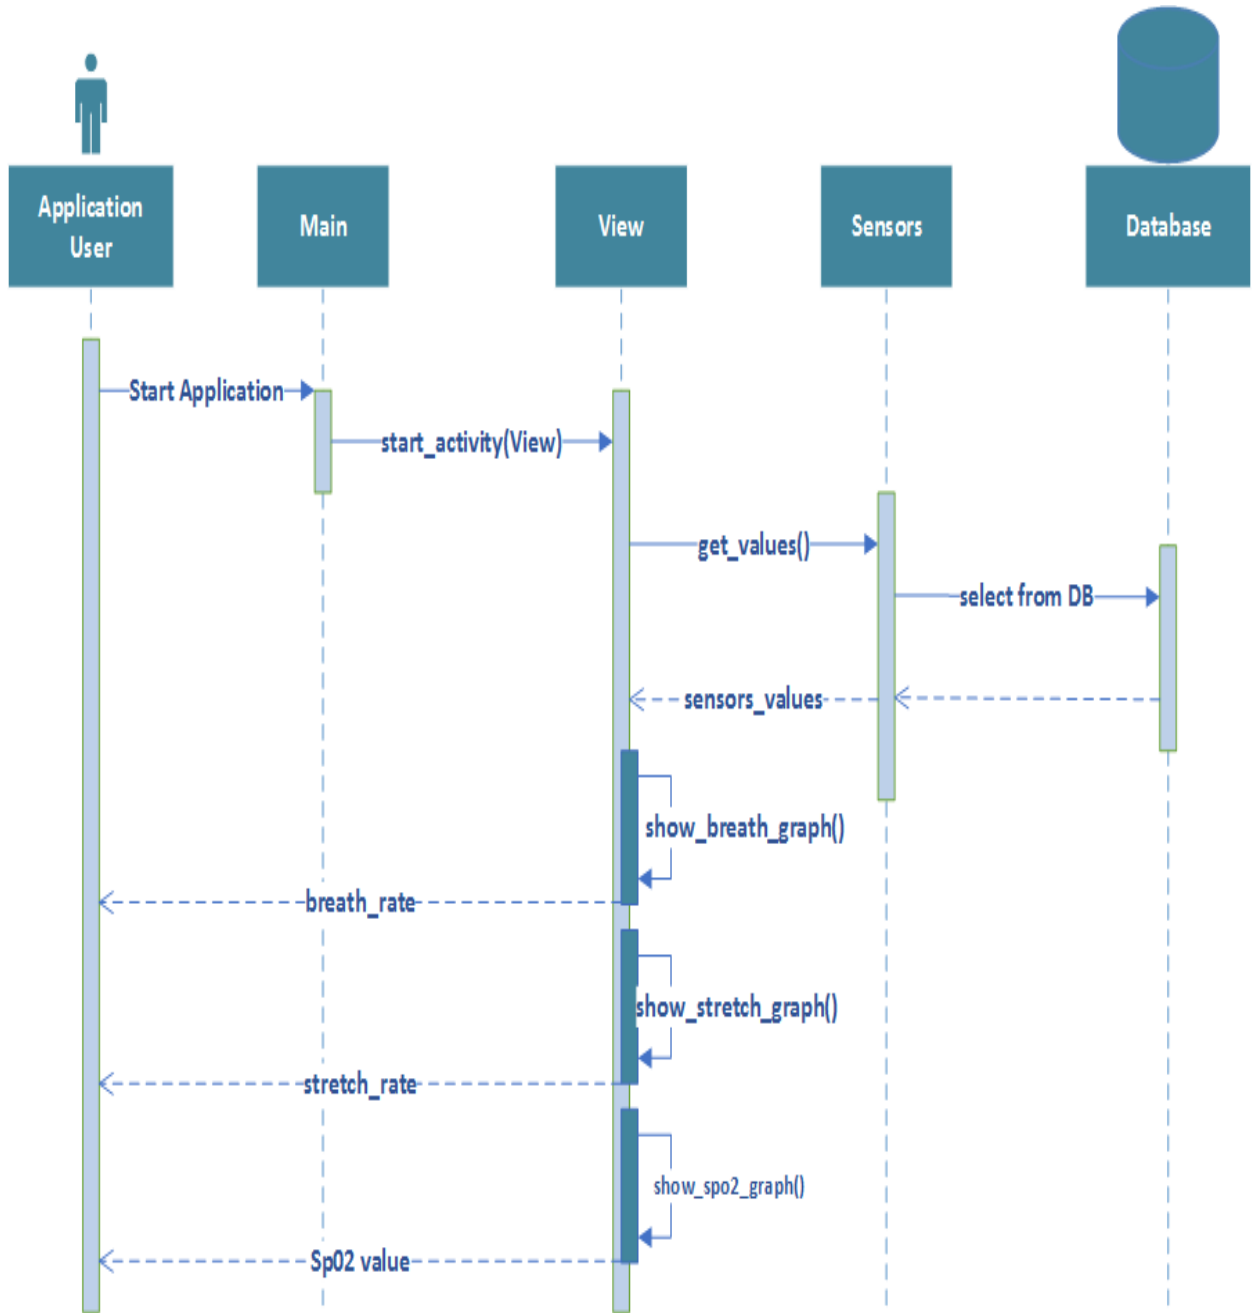 Application
User
Main
View
Sensors
Database
Start Application
start_activity(View)
get_values()
select from DB
sensors_values
show_breath_graph()
breath_rate
show_stretch_graph()
stretch_rate
show_spo2_graph()
Sp02 value